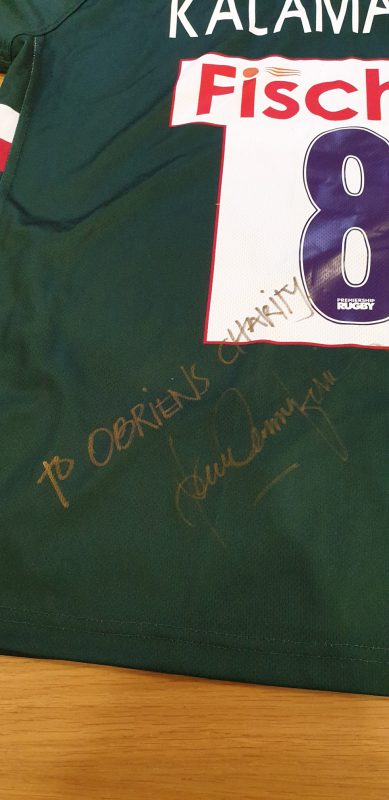 KALAMA
Fisch
8
PREMIERSHIP
RUGBY
TO OBRIENS CHARITY